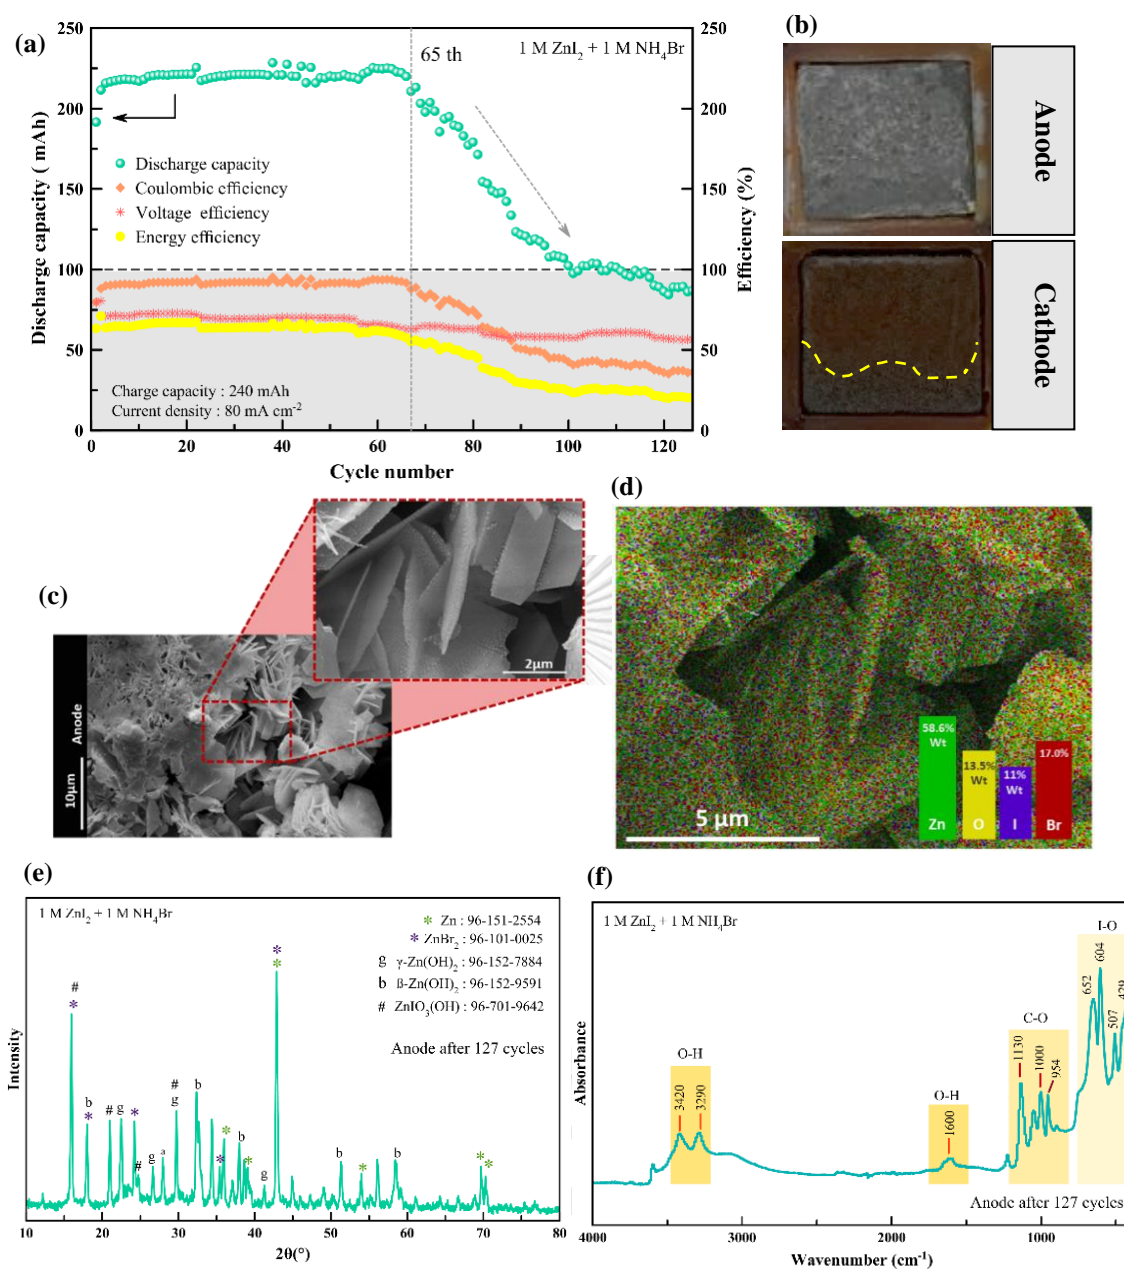 (a)
250
200
150
100
50
0
Discharge capacity ( mAh)
0
20
40
60
80
100
120
Cycle number
250
200
150
100
50
0
Efficiency (%)
65 th
1 M ZnI2 + 1 M NH4Br
Discharge capacity
Coulombic efficiency
Voltage efficiency
Energy efficiency
Charge capacity : 240 mAh
Current density : 80 mA cm-2
(b)
Anode
Cathode
(c)
Anode
10μm
2μm
(d)
58.6%
Wt
Zn
13.5%
Wt
O
11%
Wt
I
17.0%
Br
5 μm
(e)
1 M ZnI2 + 1 M NH4Br
* Zn : 96-151-2554
* ZnBr2 : 96-101-0025
g γ-Zn(OH)2 : 96-152-7884
b ß-Zn(OH)2 : 96-152-9591
# ZnIO3(OH) : 96-701-9642
Anode after 127 cycles
#
*
b
*
#
g
*
#
g
a
#
g
b
*
*
b
*
g
*
*
b
*
b
*
*
Intensity
10
20
30
40
50
60
70
80
2θ(°)
(f)
1 M ZnI2 + 1 M NH4Br
O-H
3420
3290
O-H
1600
C-O
1130
1000
954
I-O
652
604
507
429
Anode after 127 cycles
Absorbance
4000
3000
2000
1000
Wavenumber (cm-1)